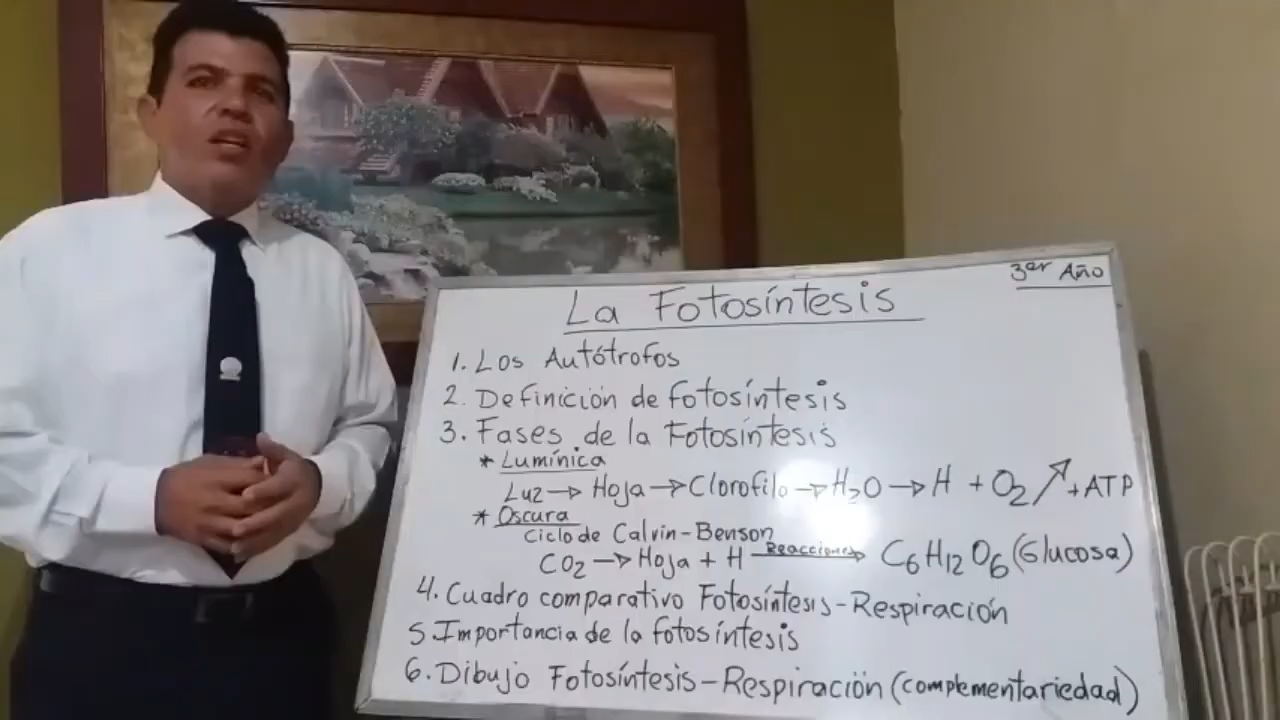 3er Año
La Fotosíntesis
1. Los Autótrofos
2. Definición de fotosíntesis
3. Fases de la Fotosíntesis
* Lumínica
Luz → Hoja → Clorofila → H2O → H + O2 ↗ + ATP
* Oscura
Ciclo de Calvin-Benson
CO2 → Hoja + H Reacciones → C6H12O6 (Glucosa)
4. Cuadro comparativo Fotosíntesis-Respiración
5. Importancia de la fotosíntesis
6. Dibujo Fotosíntesis-Respiración (complementariedad)